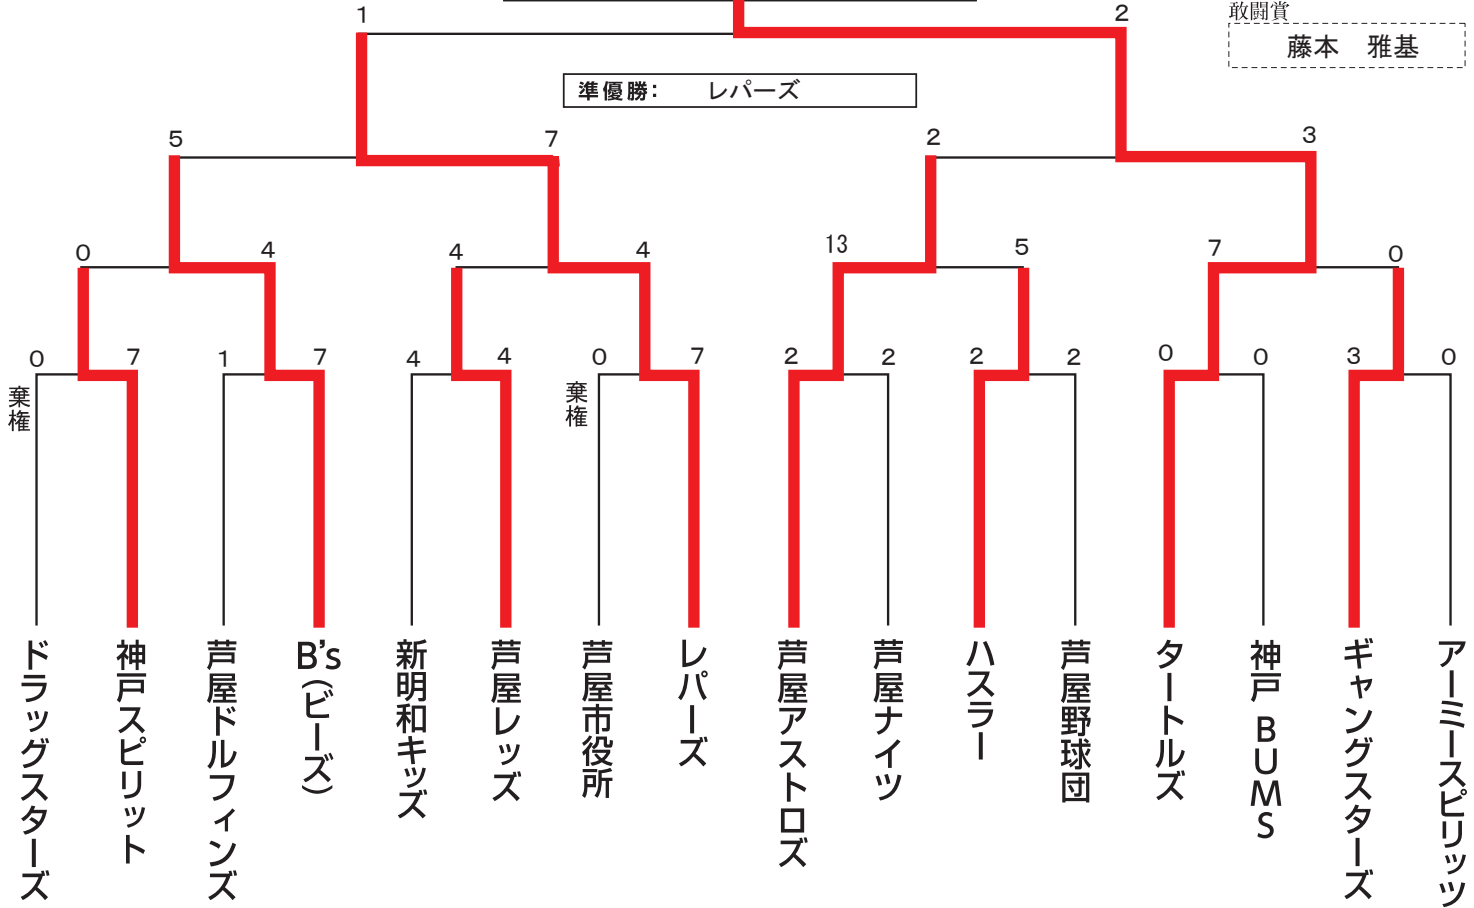 敢闘賞
1
2
藤本　雅基
準優勝:　レパーズ
5
7
2
3
0
4
4
4
13
5
7
0
0
7
1
7
4
4
0
7
2
2
2
2
0
0
3
0
棄権
棄権
ドラッグスターズ
神戸スピリット
芦屋ドルフィンズ
B’s(ビーズ)
新明和キッズ
芦屋レッズ
芦屋市役所
レパーズ
芦屋アストロズ
芦屋ナイツ
ハスラー
芦屋野球団
タートルズ
神戸 BUMS
ギャングスターズ
アーミースピリッツ